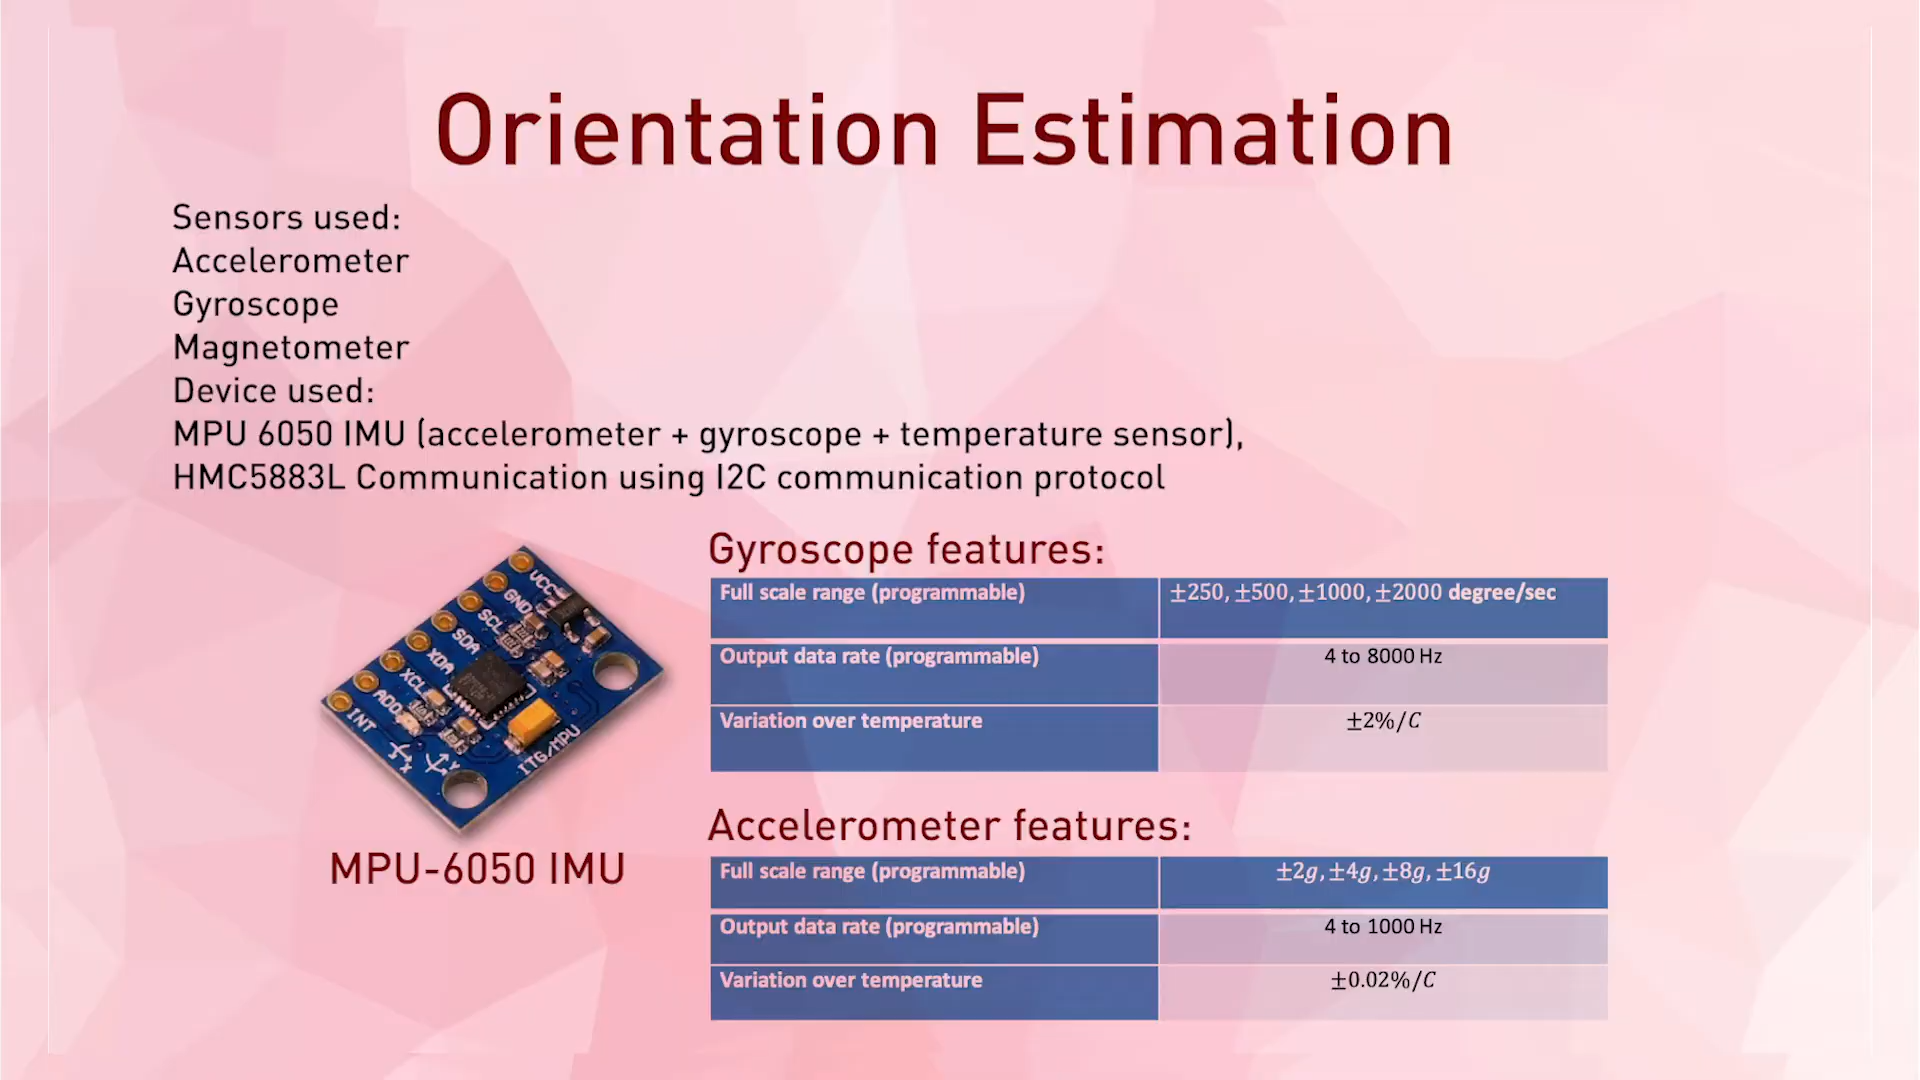 Orientation Estimation
Sensors used:
Accelerometer
Gyroscope
Magnetometer
Device used:
MPU 6050 IMU (accelerometer + gyroscope + temperature sensor),
HMC5883L Communication using I2C communication protocol
VCC
GND
SCL
SDA
XDA
XCL
ADO
INT
X
Y
ITG/MPU
MPU-6050 IMU
Gyroscope features:
Full scale range (programmable) ±250, ±500, ±1000, ±2000 degree/sec
Output data rate (programmable) 4 to 8000 Hz
Variation over temperature ±2%/C
Accelerometer features:
Full scale range (programmable) ±2g, ±4g, ±8g, ±16g
Output data rate (programmable) 4 to 1000 Hz
Variation over temperature ±0.02%/C